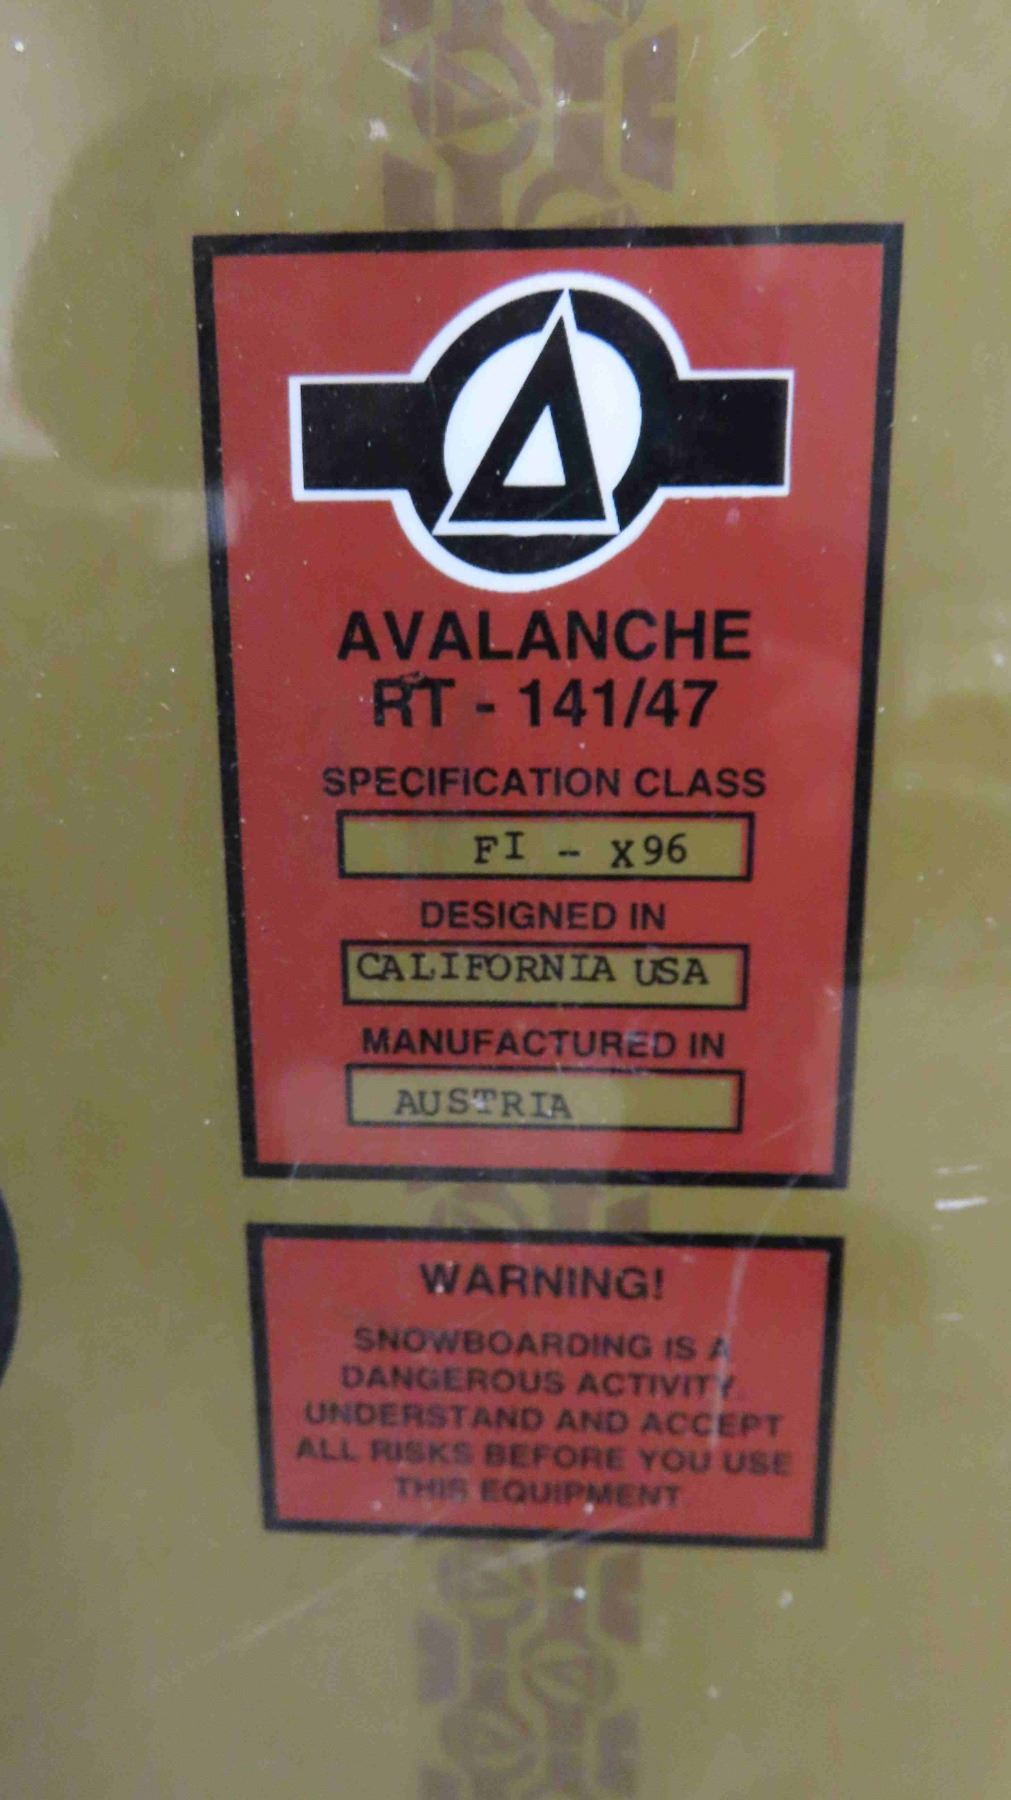 AVALANCHE
RT - 141/47
SPECIFICATION CLASS
FI - X96
DESIGNED IN
CALIFORNIA USA
MANUFACTURED IN
AUSTRIA
WARNING!
SNOWBOARDING IS A
DANGEROUS ACTIVITY.
UNDERSTAND AND ACCEPT
ALL RISKS BEFORE YOU USE
THIS EQUIPMENT